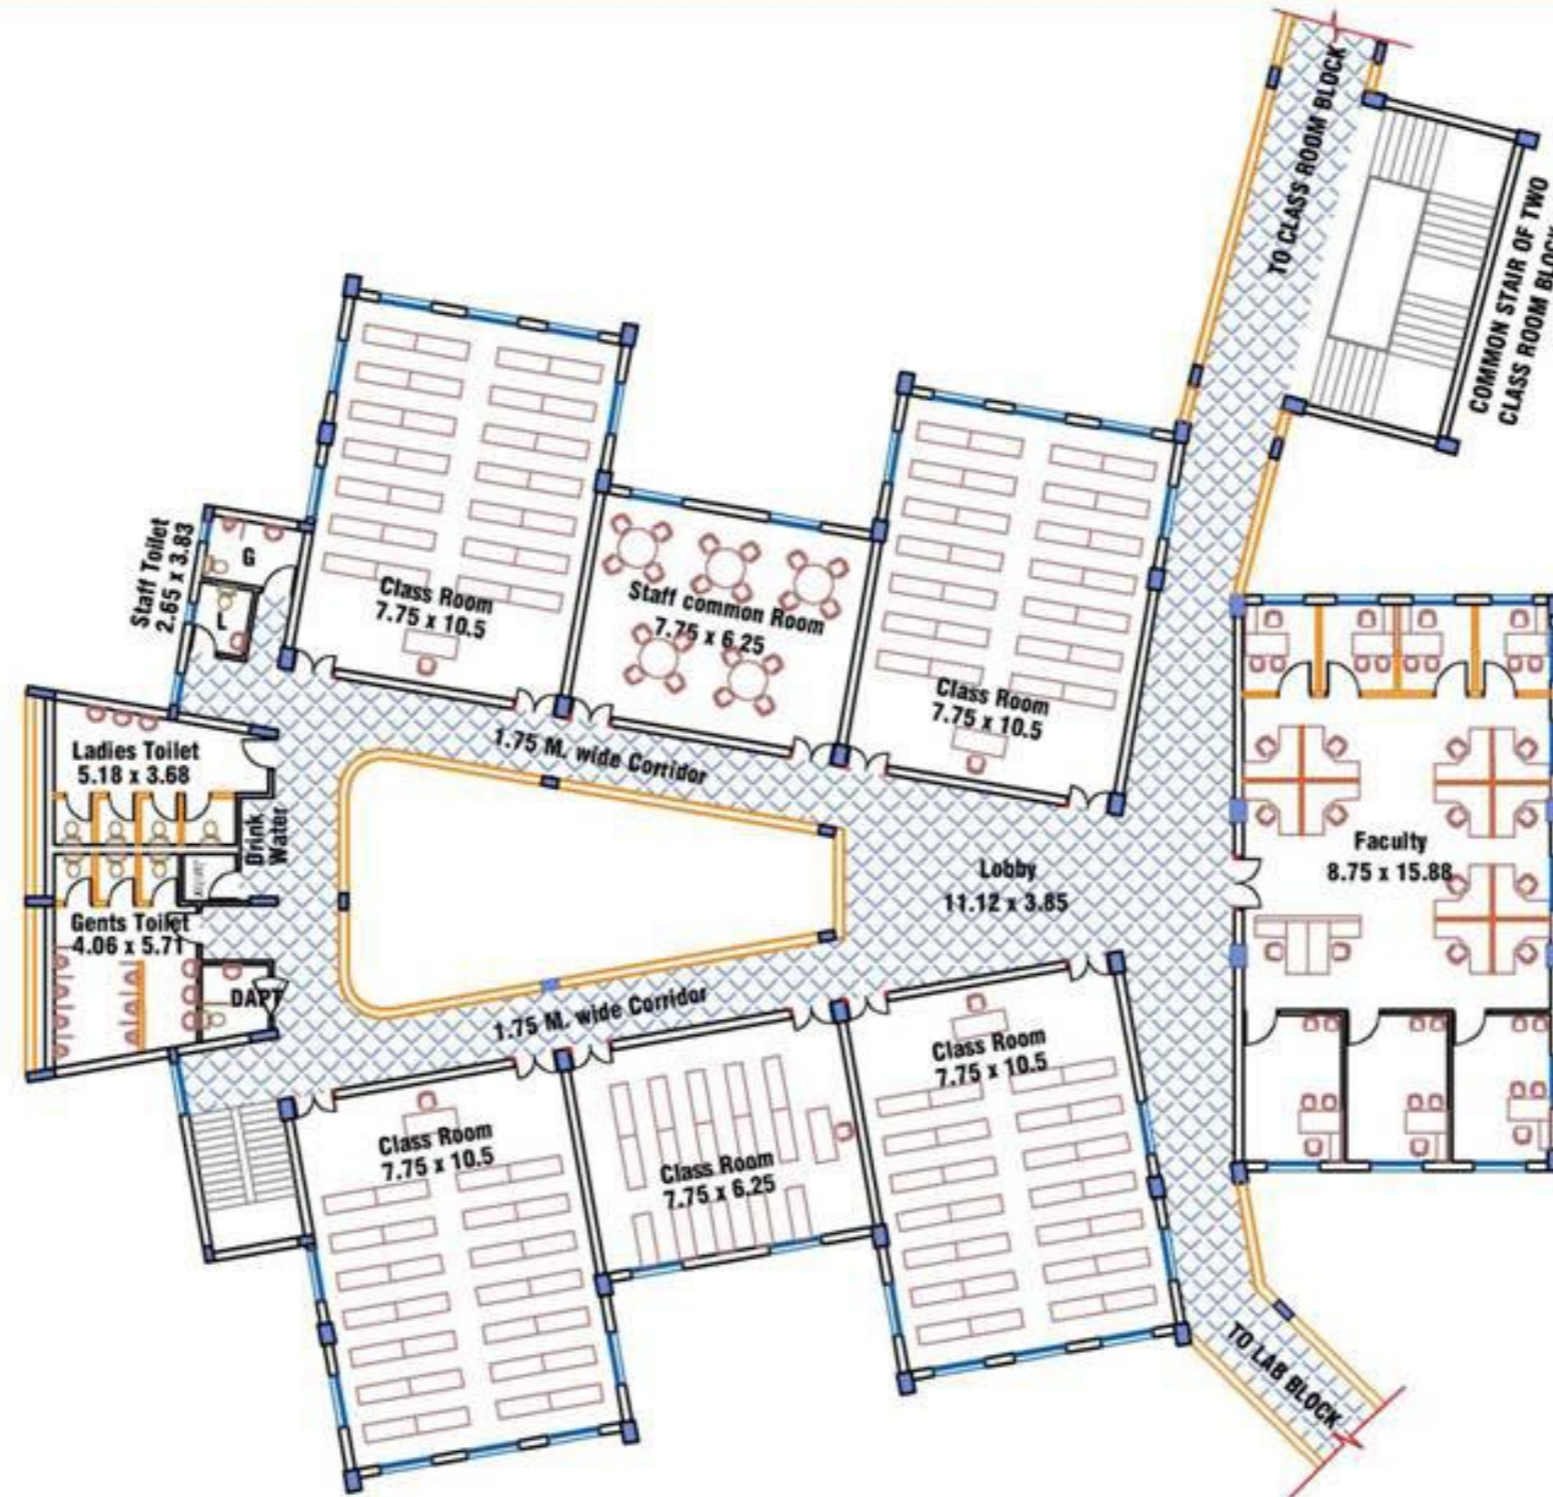 TO CLASS ROOM BLOCK
COMMON STAIR OF TWO
CLASS ROOM BLOCK
Staff Toilet
2.65 x 3.83
G
L
Class Room
7.75 x 10.5
Staff common Room
7.75 x 6.25
Class Room
7.75 x 10.5
Ladies Toilet
5.18 x 3.68
1.75 M. wide Corridor
Drink
Water
Lobby
11.12 x 3.85
Faculty
8.75 x 15.88
Gents Toilet
4.06 x 5.71
DAPT
1.75 M. wide Corridor
Class Room
7.75 x 10.5
Class Room
7.75 x 10.5
Class Room
7.75 x 6.25
TO LAB BLOCK